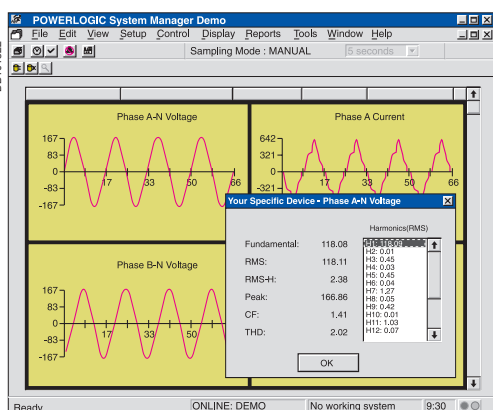 POWERLOGIC System Manager Demo
File Edit View Setup Control Display Reports Tools Window Help
Sampling Mode : MANUAL 5 seconds
Phase A-N Voltage
167
83
0
-83
-167
17 33 50 66
Phase A Current
642
321
0
-321
17 33 50 66
Phase B-N Voltage
167
83
0
-83
-167
17 33 50
Your Specific Device - Phase A-N Voltage
Harmonics(RMS)
Fundamental: 118.08
RMS: 118.11
RMS-H: 2.38
Peak: 166.86
CF: 1.41
THD: 2.02
H1: 118.09
H2: 0.01
H3: 0.45
H4: 0.03
H5: 0.45
H6: 0.04
H7: 1.27
H8: 0.05
H9: 0.42
H10: 0.01
H11: 1.03
H12: 0.07
OK
Ready ONLINE: DEMO No working system 9:30